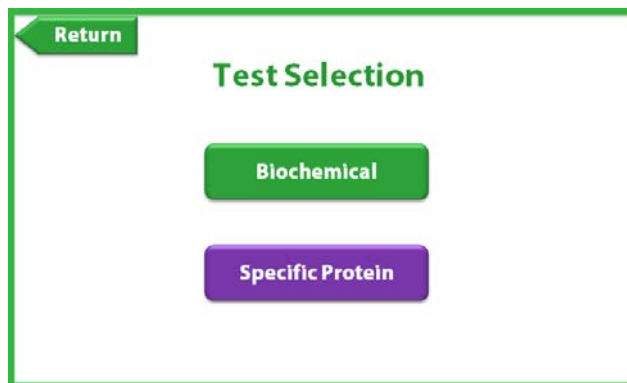 Return
Test Selection
Biochemical
Specific Protein